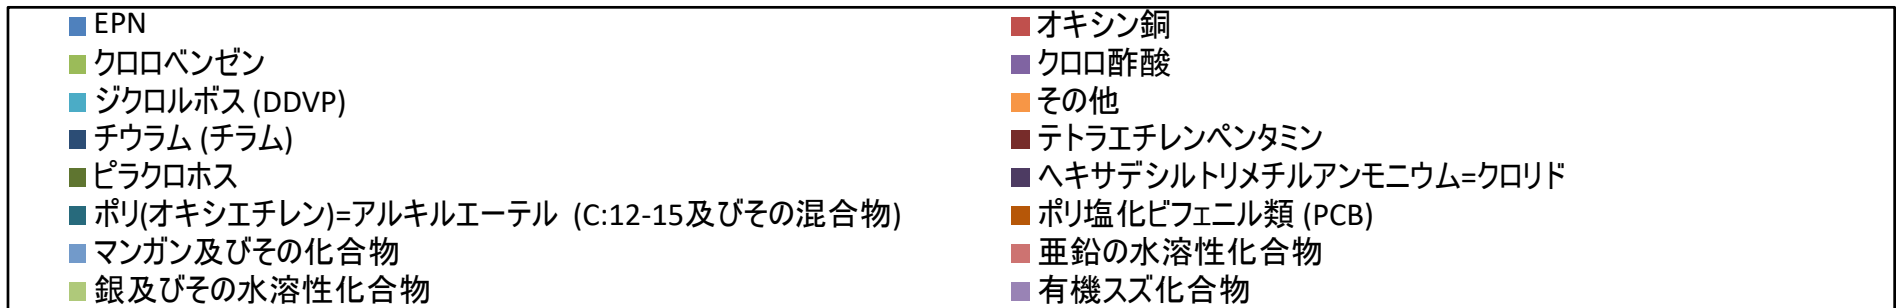 EPN オキシン銅
クロロベンゼン クロロ酢酸
ジクロルボス (DDVP) その他
チウラム (チラム) テトラエチレンペンタミン
ピラクロホス ヘキサデシルトリメチルアンモニウム=クロリド
ポリ(オキシエチレン)=アルキルエーテル (C:12-15及びその混合物) ポリ塩化ビフェニル類 (PCB)
マンガン及びその化合物 亜鉛の水溶性化合物
銀及びその水溶性化合物 有機スズ化合物